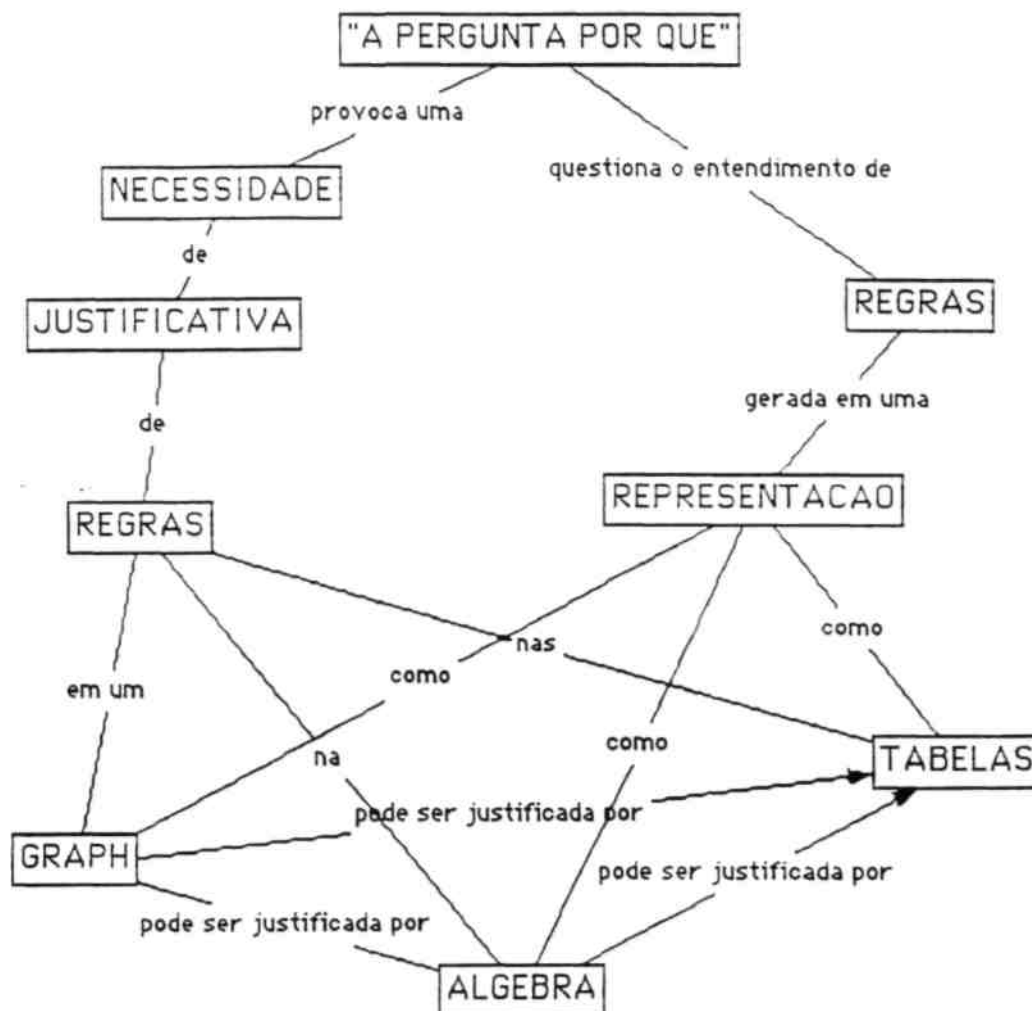 "A PERGUNTA POR QUE"
provoca uma
questiona o entendimento de
NECESSIDADE
de
JUSTIFICATIVA
REGRAS
gerada em uma
de
REPRESENTACAO
REGRAS
como
nas
como
em um
como
na
TABELAS
pode ser justificada por
GRAPH
pode ser justificada por
pode ser justificada por
ALGEBRA